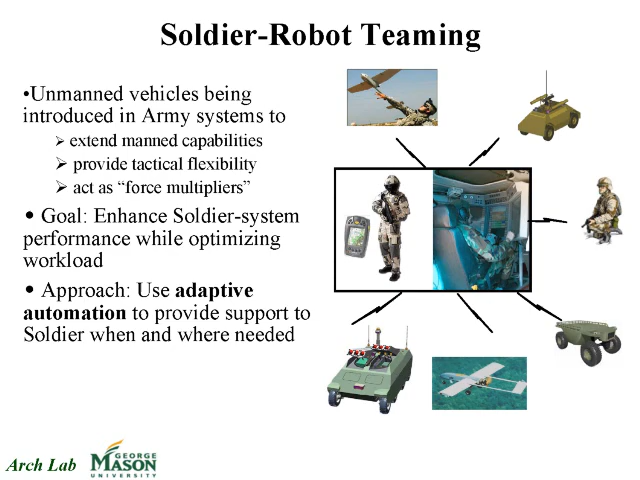 Soldier-Robot Teaming
•Unmanned vehicles being
introduced in Army systems to
➢ extend manned capabilities
➢ provide tactical flexibility
➢ act as “force multipliers”
• Goal: Enhance Soldier-system
performance while optimizing
workload
• Approach: Use adaptive
automation to provide support to
Soldier when and where needed
Arch Lab
GEORGE
MASON
UNIVERSITY